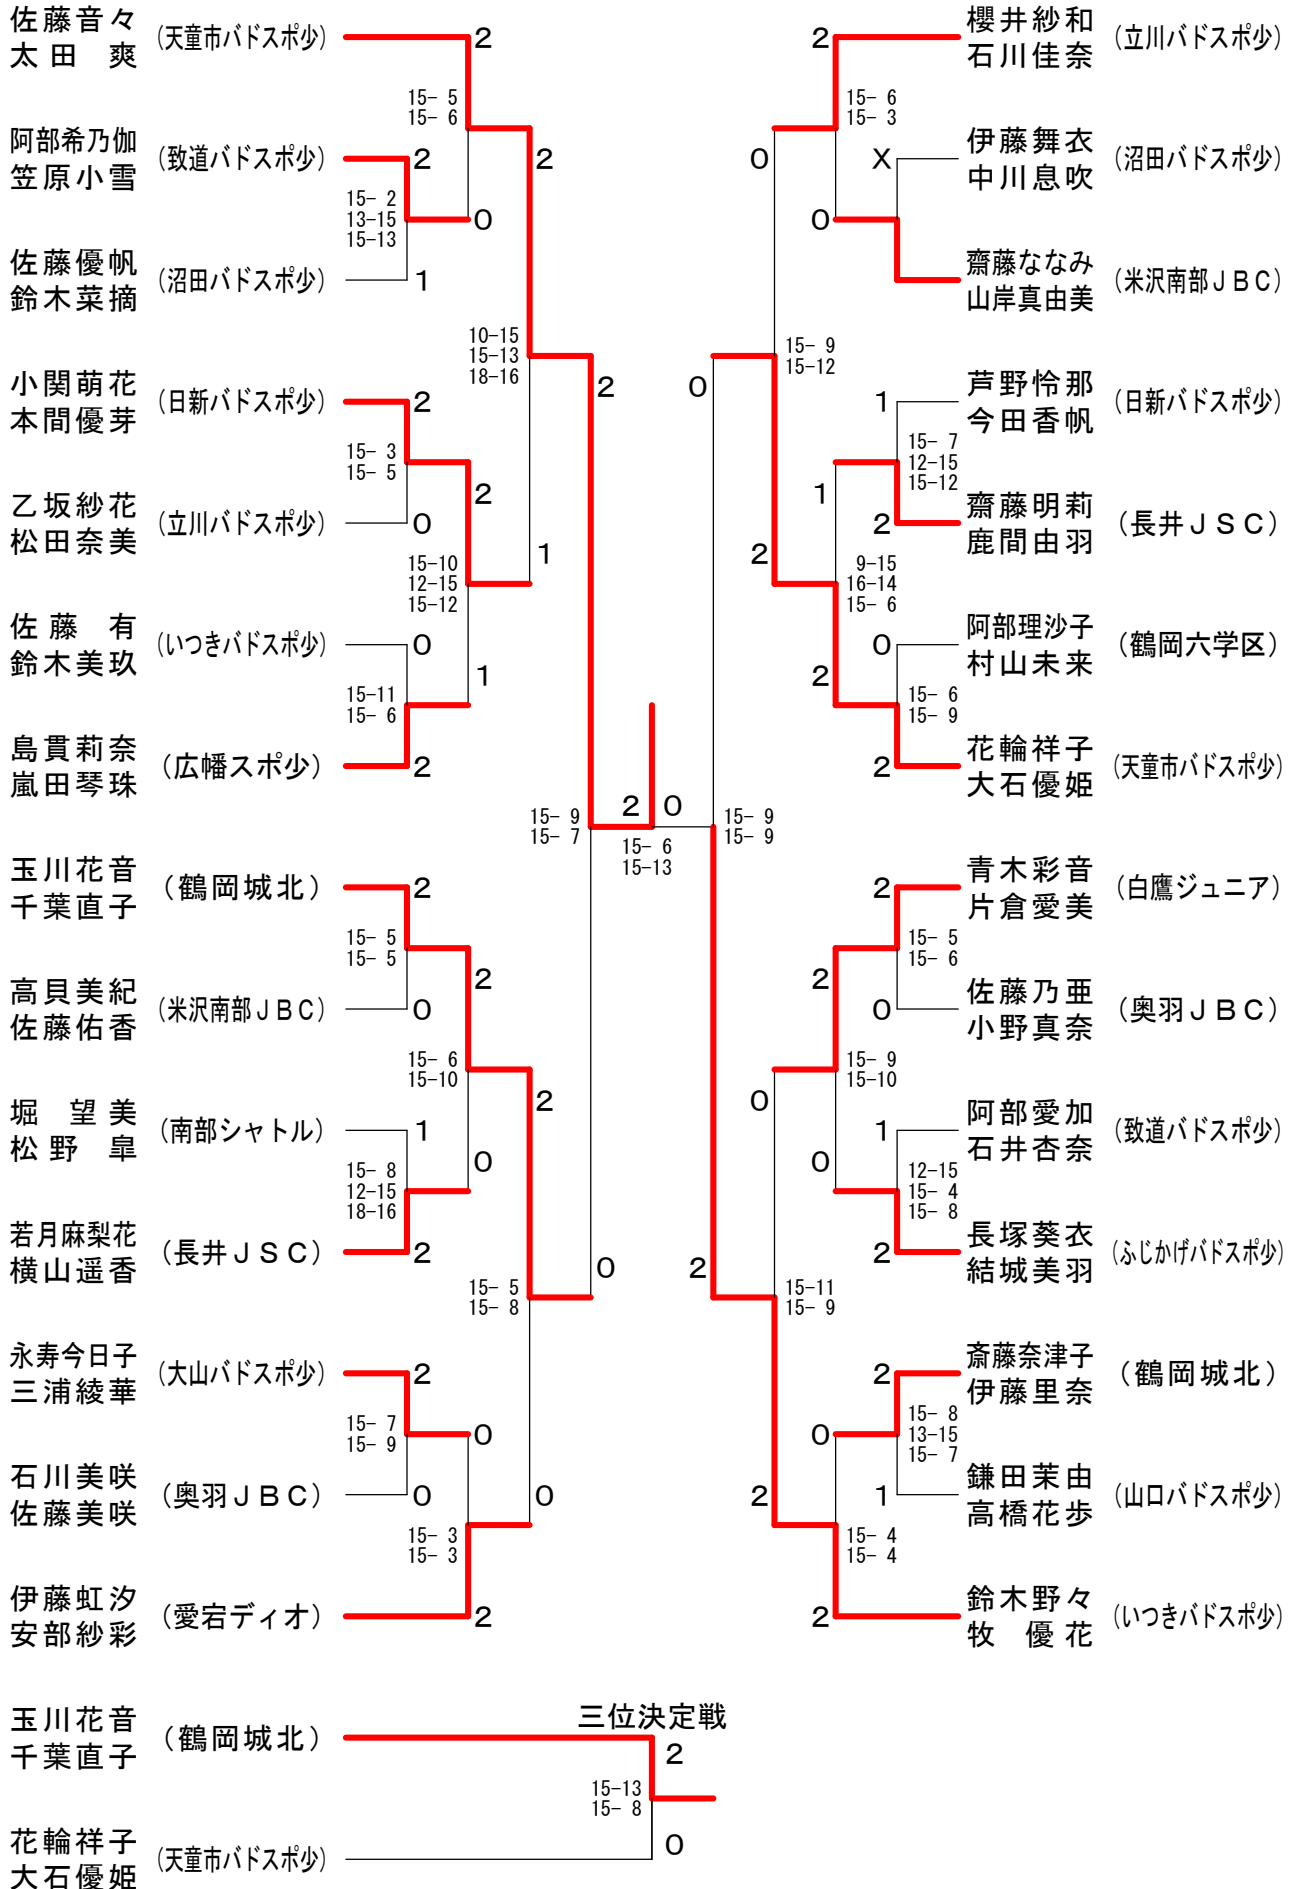 佐藤音々
太田　爽
(天童市バドスポ少)
2
15- 5
15- 6
阿部希乃伽
笠原小雪
(致道バドスポ少)
2
15- 2
13-15
15-13
0
佐藤優帆
鈴木菜摘
(沼田バドスポ少)
1
2
10-15
15-13
18-16
小関萌花
本間優芽
(日新バドスポ少)
2
15- 3
15- 5
乙坂紗花
松田奈美
(立川バドスポ少)
0
2
15-10
12-15
15-12
1
佐藤　有
鈴木美玖
(いつきバドスポ少)
0
15-11
15- 6
1
島貫莉奈
嵐田琴珠
(広幡スポ少)
2
2
15- 9
15- 7
玉川花音
千葉直子
(鶴岡城北)
2
15- 5
15- 5
高貝美紀
佐藤佑香
(米沢南部ＪＢＣ)
0
2
15- 6
15-10
堀　望美
松野　皐
(南部シャトル)
1
15- 8
12-15
18-16
0
若月麻梨花
横山遥香
(長井ＪＳＣ)
2
2
15- 5
15- 8
0
永寿今日子
三浦綾華
(大山バドスポ少)
2
15- 7
15- 9
0
石川美咲
佐藤美咲
(奥羽ＪＢＣ)
0
15- 3
15- 3
0
伊藤虹汐
安部紗彩
(愛宕ディオ)
2
2
0
15- 6
15-13
櫻井紗和
石川佳奈
(立川バドスポ少)
2
15- 6
15- 3
伊藤舞衣
中川息吹
(沼田バドスポ少)
X
0
0
齋藤ななみ
山岸真由美
(米沢南部ＪＢＣ)
15- 9
15-12
0
芦野怜那
今田香帆
(日新バドスポ少)
1
15- 7
12-15
15-12
1
齋藤明莉
鹿間由羽
(長井ＪＳＣ)
2
2
9-15
16-14
15- 6
阿部理沙子
村山未来
(鶴岡六学区)
0
2
15- 6
15- 9
花輪祥子
大石優姫
(天童市バドスポ少)
2
15- 9
15- 9
青木彩音
片倉愛美
(白鷹ジュニア)
2
15- 5
15- 6
2
佐藤乃亜
小野真奈
(奥羽ＪＢＣ)
0
15- 9
15-10
0
阿部愛加
石井杏奈
(致道バドスポ少)
1
0
12-15
15- 4
15- 8
長塚葵衣
結城美羽
(ふじかげバドスポ少)
2
2
15-11
15- 9
斎藤奈津子
伊藤里奈
(鶴岡城北)
2
15- 8
13-15
15- 7
0
鎌田茉由
高橋花歩
(山口バドスポ少)
1
2
15- 4
15- 4
鈴木野々
牧　優花
(いつきバドスポ少)
2
三位決定戦
玉川花音
千葉直子
(鶴岡城北)
2
15-13
15- 8
花輪祥子
大石優姫
(天童市バドスポ少)
0